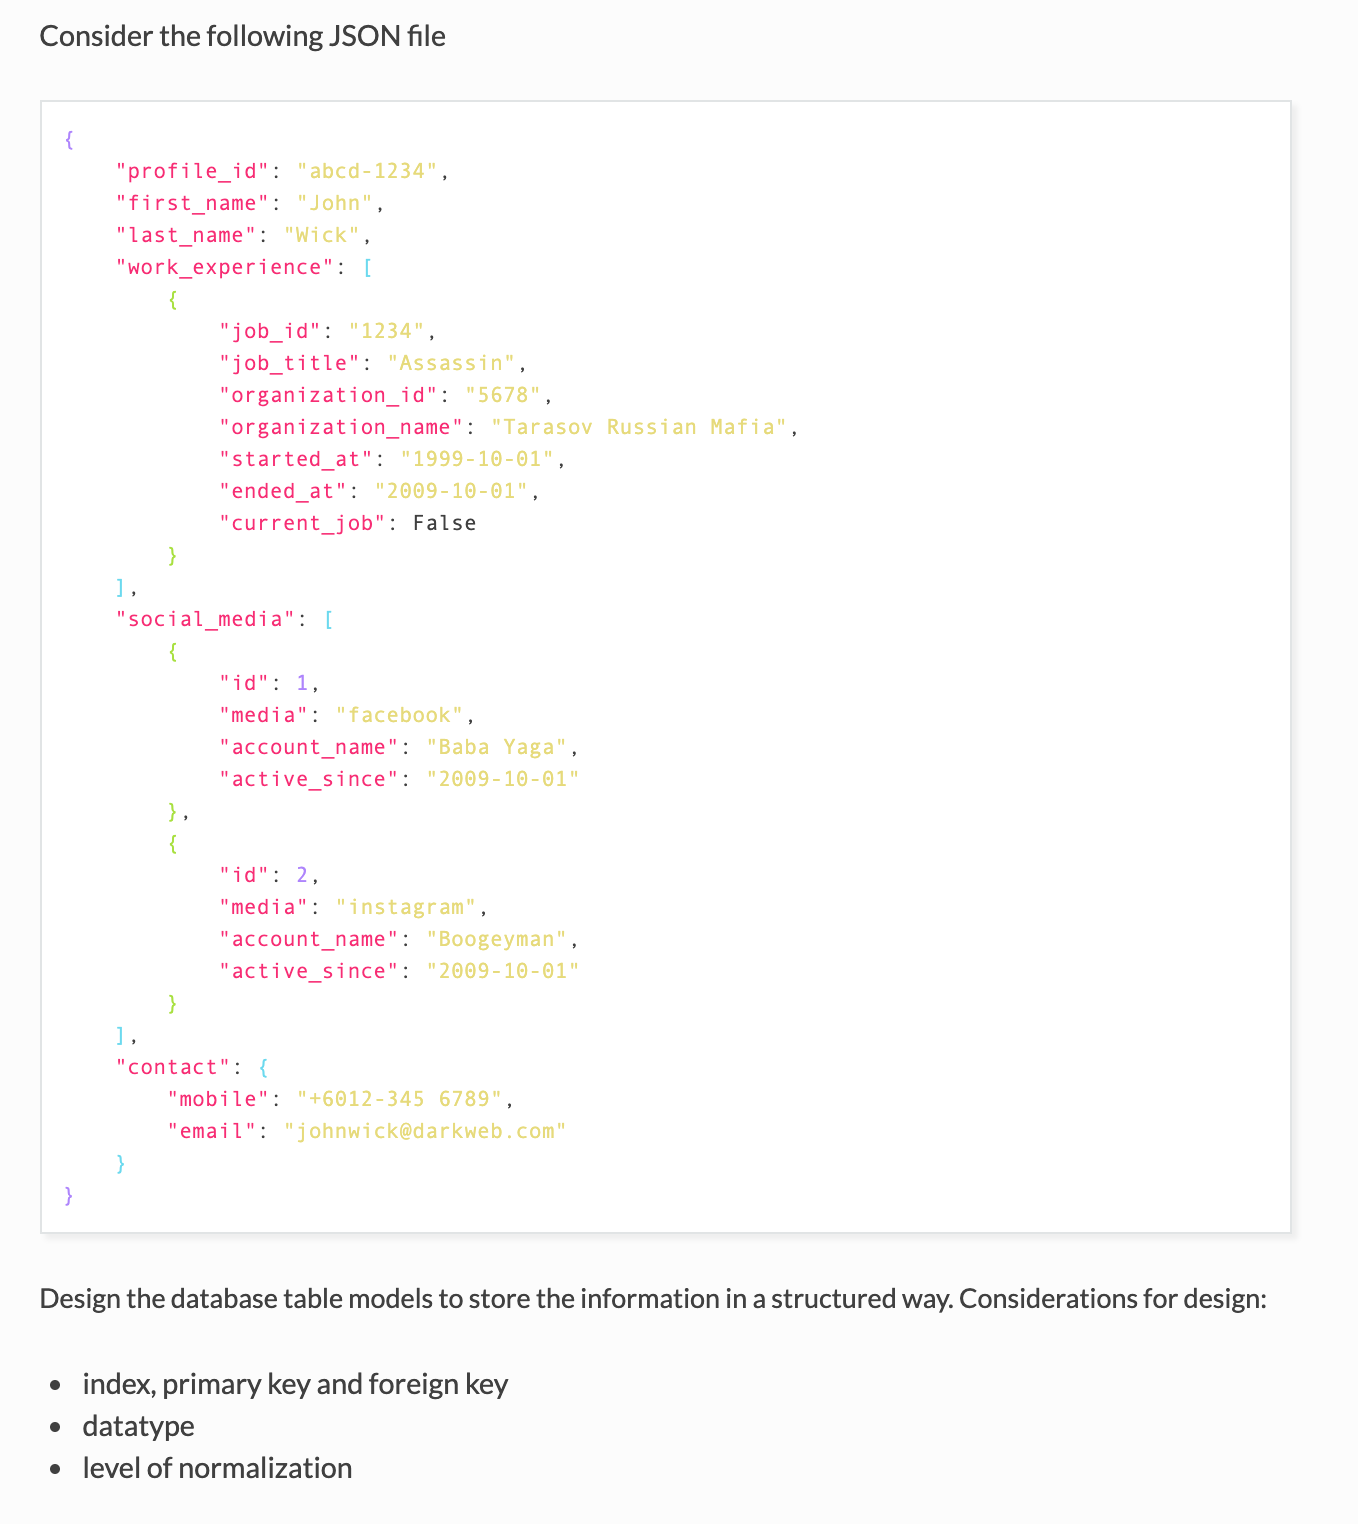 Consider the following JSON file
{
    "profile_id": "abcd-1234",
    "first_name": "John",
    "last_name": "Wick",
    "work_experience": [
        {
            "job_id": "1234",
            "job_title": "Assassin",
            "organization_id": "5678",
            "organization_name": "Tarasov Russian Mafia",
            "started_at": "1999-10-01",
            "ended_at": "2009-10-01",
            "current_job": False
        }
    ],
    "social_media": [
        {
            "id": 1,
            "media": "facebook",
            "account_name": "Baba Yaga",
            "active_since": "2009-10-01"
        },
        {
            "id": 2,
            "media": "instagram",
            "account_name": "Boogeyman",
            "active_since": "2009-10-01"
        }
    ],
    "contact": {
        "mobile": "+6012-345 6789",
        "email": "johnwick@darkweb.com"
    }
}
Design the database table models to store the information in a structured way. Considerations for design:
• index, primary key and foreign key
• datatype
• level of normalization